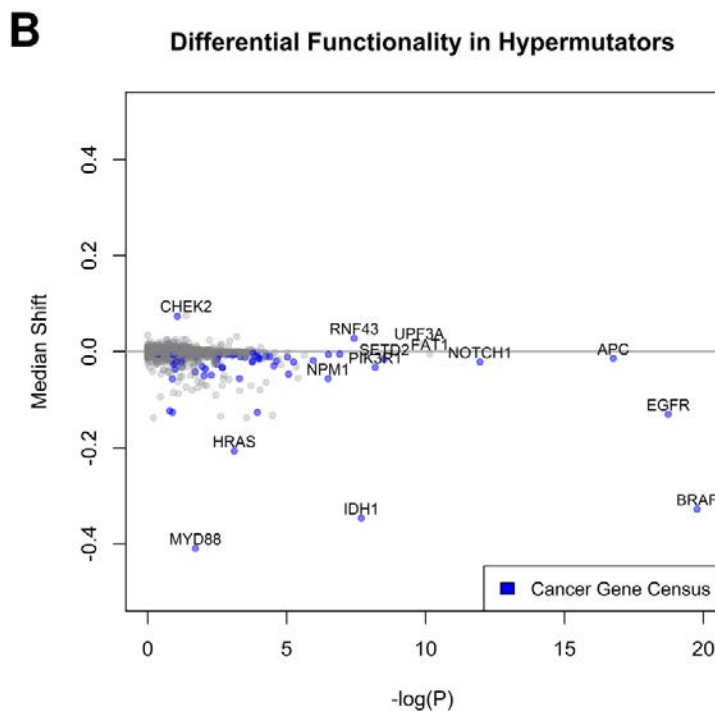 B
Differential Functionality in Hypermutators
Median Shift
0.4
0.2
0.0
-0.2
-0.4
CHEK2
RNF43
UPF3A
FAT1
SETD2
PIK3R1
NOTCH1
APC
NPM1
EGFR
HRAS
IDH1
BRAF
MYD88
Cancer Gene Census
0 5 10 15 20
-log(P)